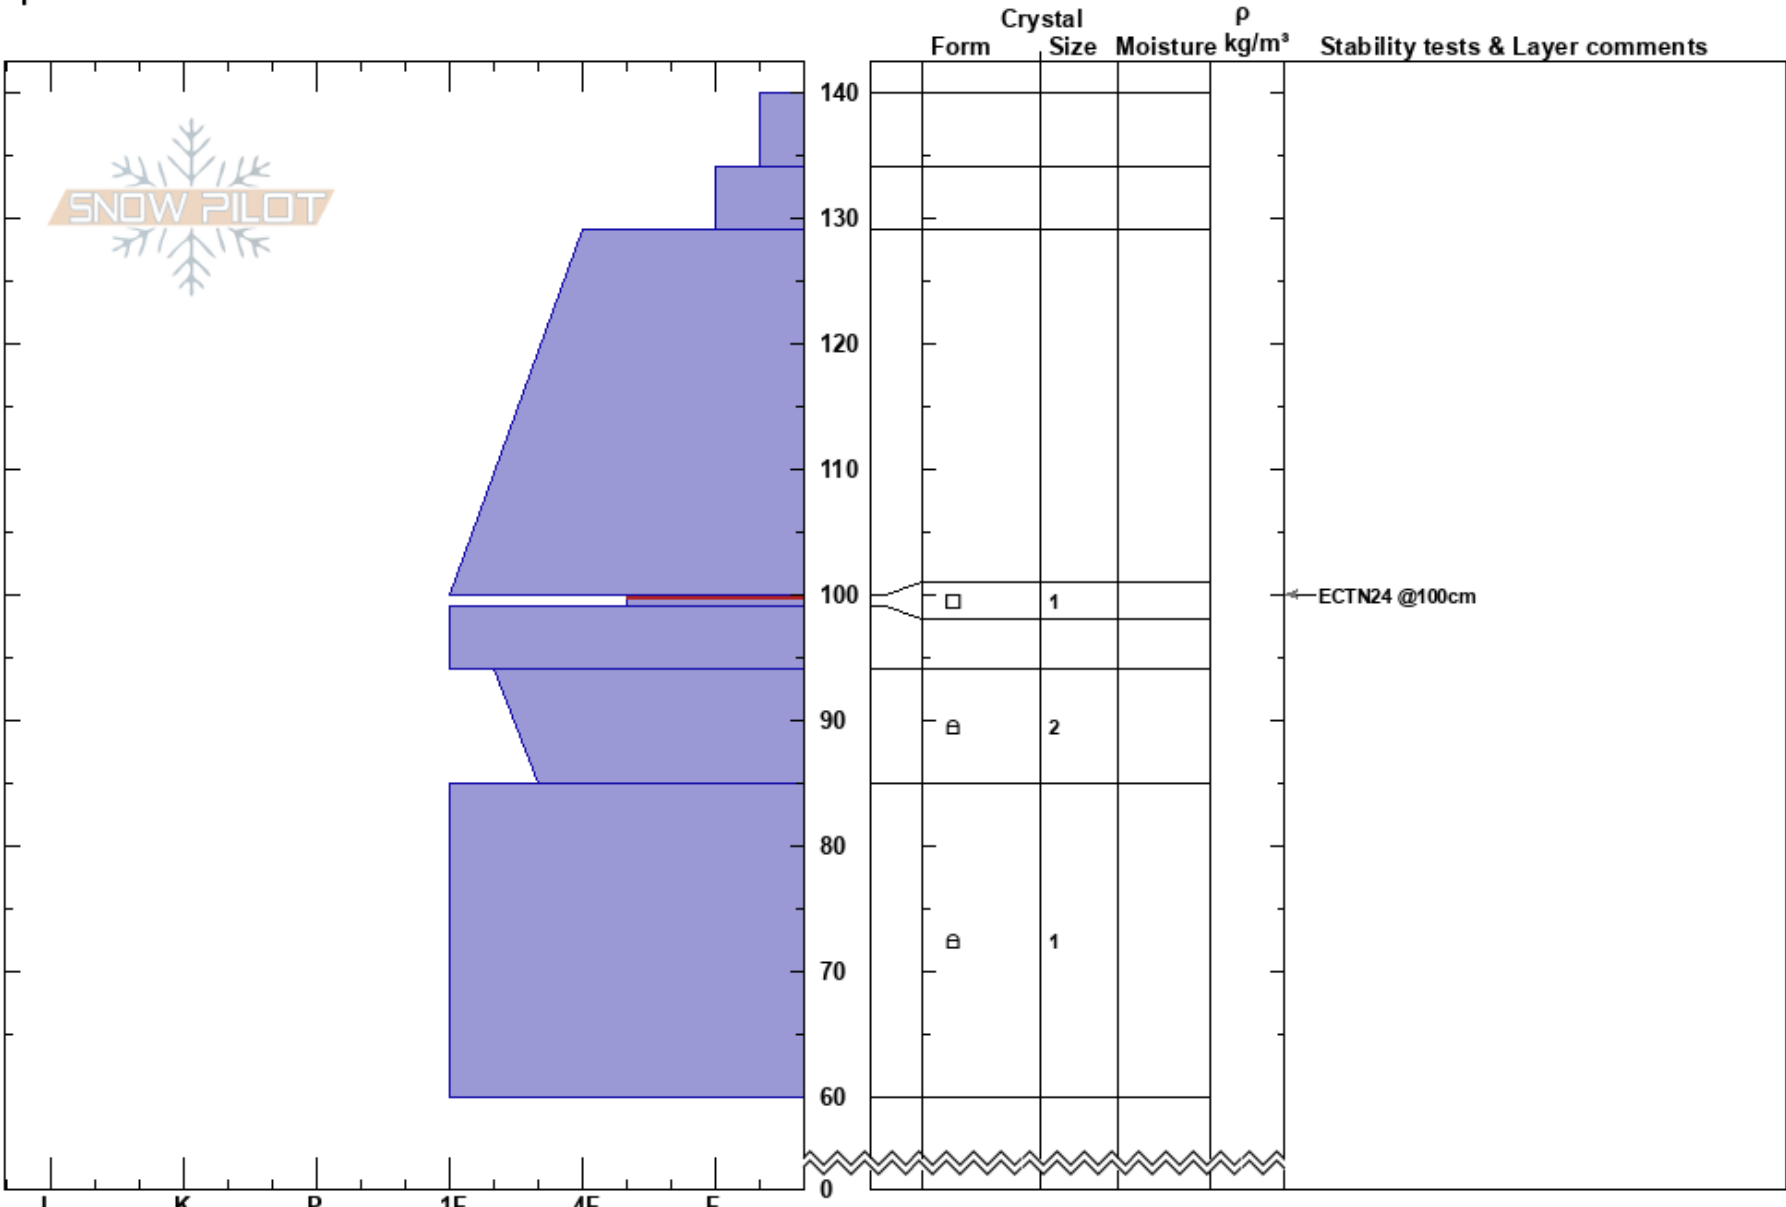 Crystal ρ
Form Size Moisture kg/m³ Stability tests & Layer comments
140
SNOW PILOT
130
120
110
100
1
ECTN24 @100cm
90
2
80
1
70
60
0
I K P 1F 4F F